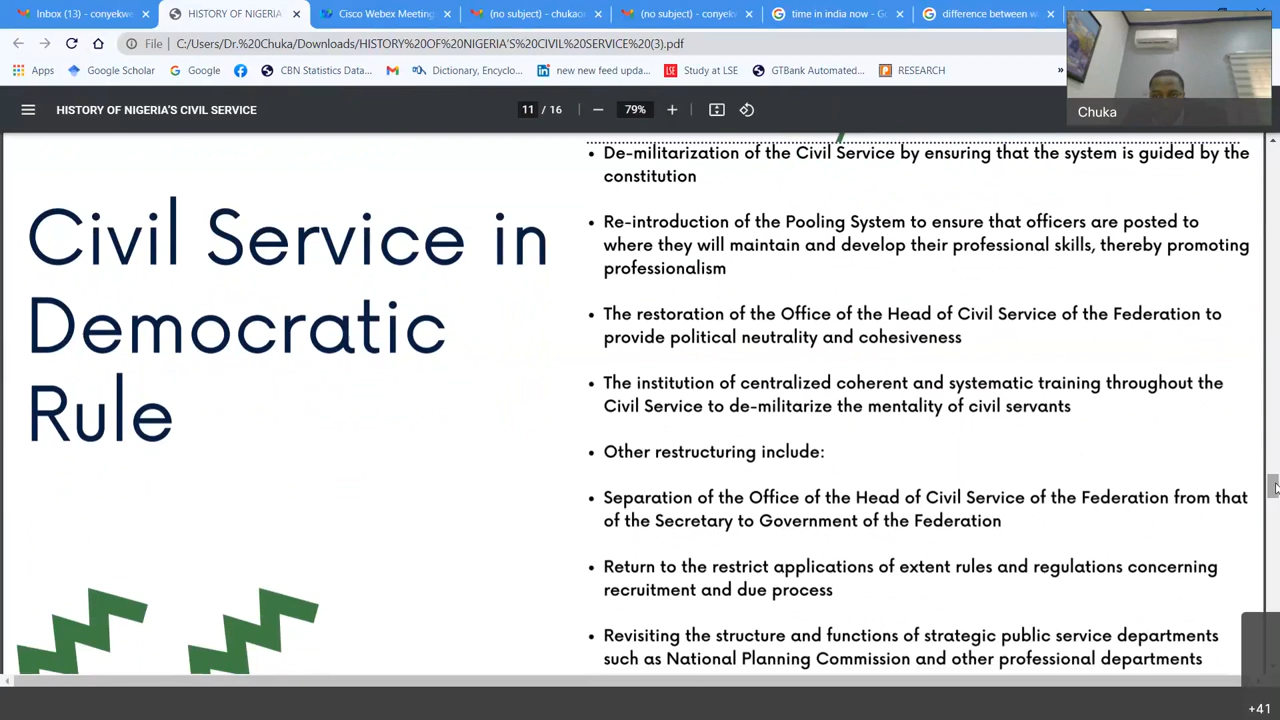 Inbox (13) - conyekwe
HISTORY OF NIGERIA
Cisco Webex Meeting
(no subject) - chukaon
(no subject) - conyekw
time in india now - Go
difference between w
File
C:/Users/Dr.%20Chuka/Downloads/HISTORY%20OF%20NIGERIA'S%20CIVIL%20SERVICE%20(3).pdf
Apps
Google Scholar
Google
CBN Statistics Data...
Dictionary, Encyclo...
new new feed upda...
LSE
Study at LSE
GTBank Automated...
RESEARCH
»
Chuka
HISTORY OF NIGERIA'S CIVIL SERVICE
11 / 16
79%
Civil Service in
Democratic
Rule
• De-militarization of the Civil Service by ensuring that the system is guided by the
constitution
• Re-introduction of the Pooling System to ensure that officers are posted to
where they will maintain and develop their professional skills, thereby promoting
professionalism
• The restoration of the Office of the Head of Civil Service of the Federation to
provide political neutrality and cohesiveness
• The institution of centralized coherent and systematic training throughout the
Civil Service to de-militarize the mentality of civil servants
• Other restructuring include:
• Separation of the Office of the Head of Civil Service of the Federation from that
of the Secretary to Government of the Federation
• Return to the restrict applications of extent rules and regulations concerning
recruitment and due process
• Revisiting the structure and functions of strategic public service departments
such as National Planning Commission and other professional departments
+41